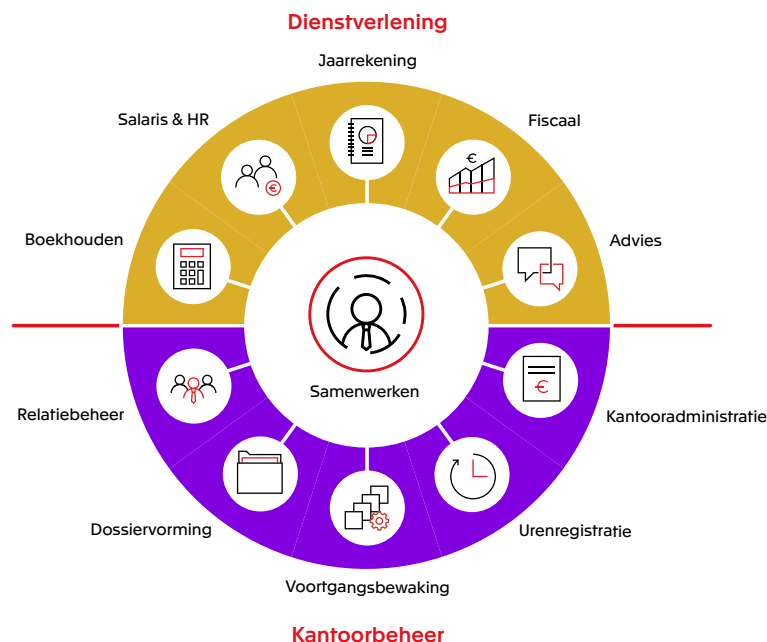 Dienstverlening
Jaarrekening
Salaris & HR
Fiscaal
€
€
Boekhouden
Advies
Samenwerken
€
Relatiebeheer
Kantooradministratie
Dossiervorming
Urenregistratie
Voortgangsbewaking
Kantoorbeheer